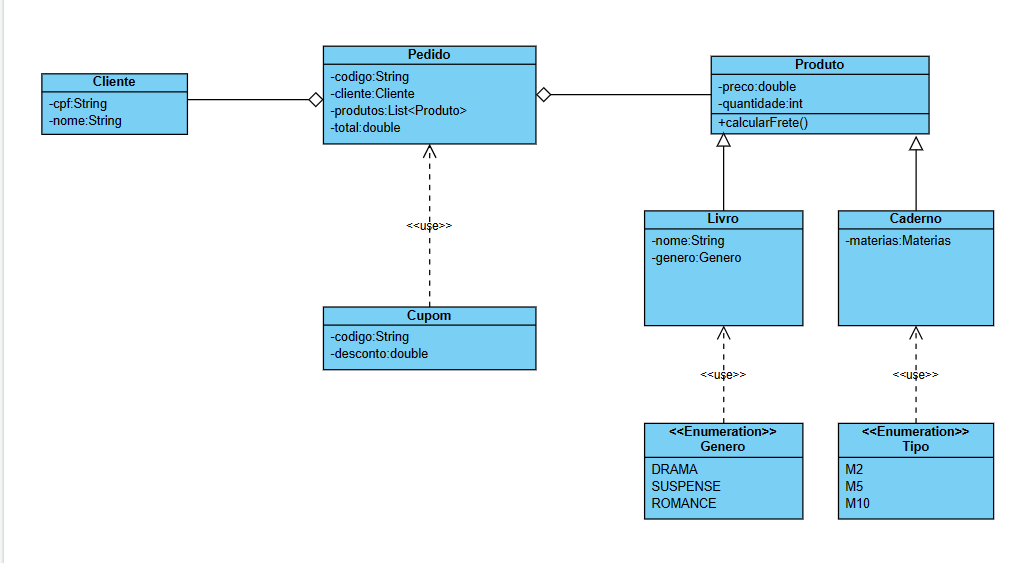 Cliente
-cpf:String
-nome:String
Pedido
-codigo:String
-cliente:Cliente
-produtos:List<Produto>
-total:double
Produto
-preco:double
-quantidade:int
+calcularFrete()
<<use>>
Livro
-nome:String
-genero:Genero
Caderno
-materias:Materias
Cupom
-codigo:String
-desconto:double
<<use>>
<<use>>
<<Enumeration>>
Genero
DRAMA
SUSPENSE
ROMANCE
<<Enumeration>>
Tipo
M2
M5
M10